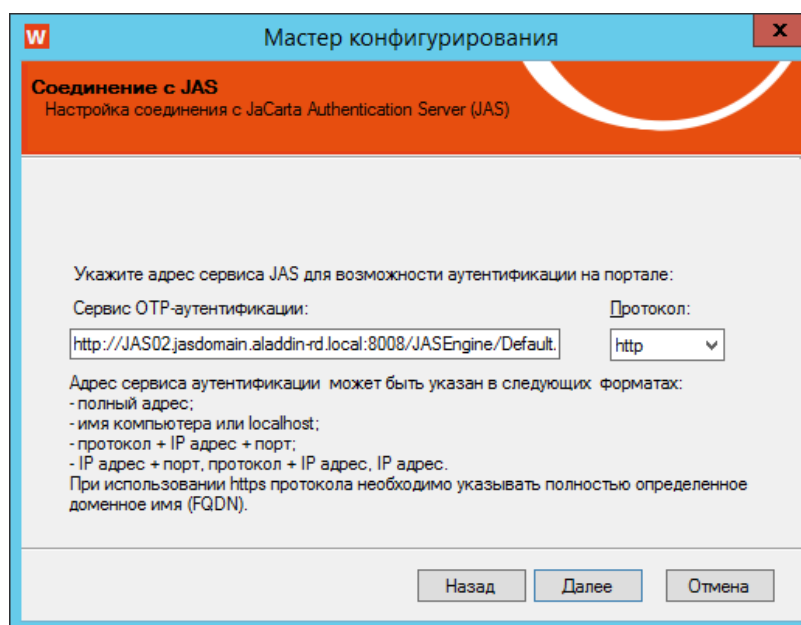 W
Мастер конфигурирования
x
Соединение с JAS
Настройка соединения с JaCarta Authentication Server (JAS)
Укажите адрес сервиса JAS для возможности аутентификации на портале:
Сервис OTP-аутентификации:
Протокол:
http://JAS02.jasdomain.aladdin-rd.local:8008/JASEngine/Default.
http
Адрес сервиса аутентификации может быть указан в следующих форматах:
- полный адрес;
- имя компьютера или localhost;
- протокол + IP адрес + порт;
- IP адрес + порт, протокол + IP адрес, IP адрес.
При использовании https протокола необходимо указывать полностью определенное
доменное имя (FQDN).
Назад
Далее
Отмена